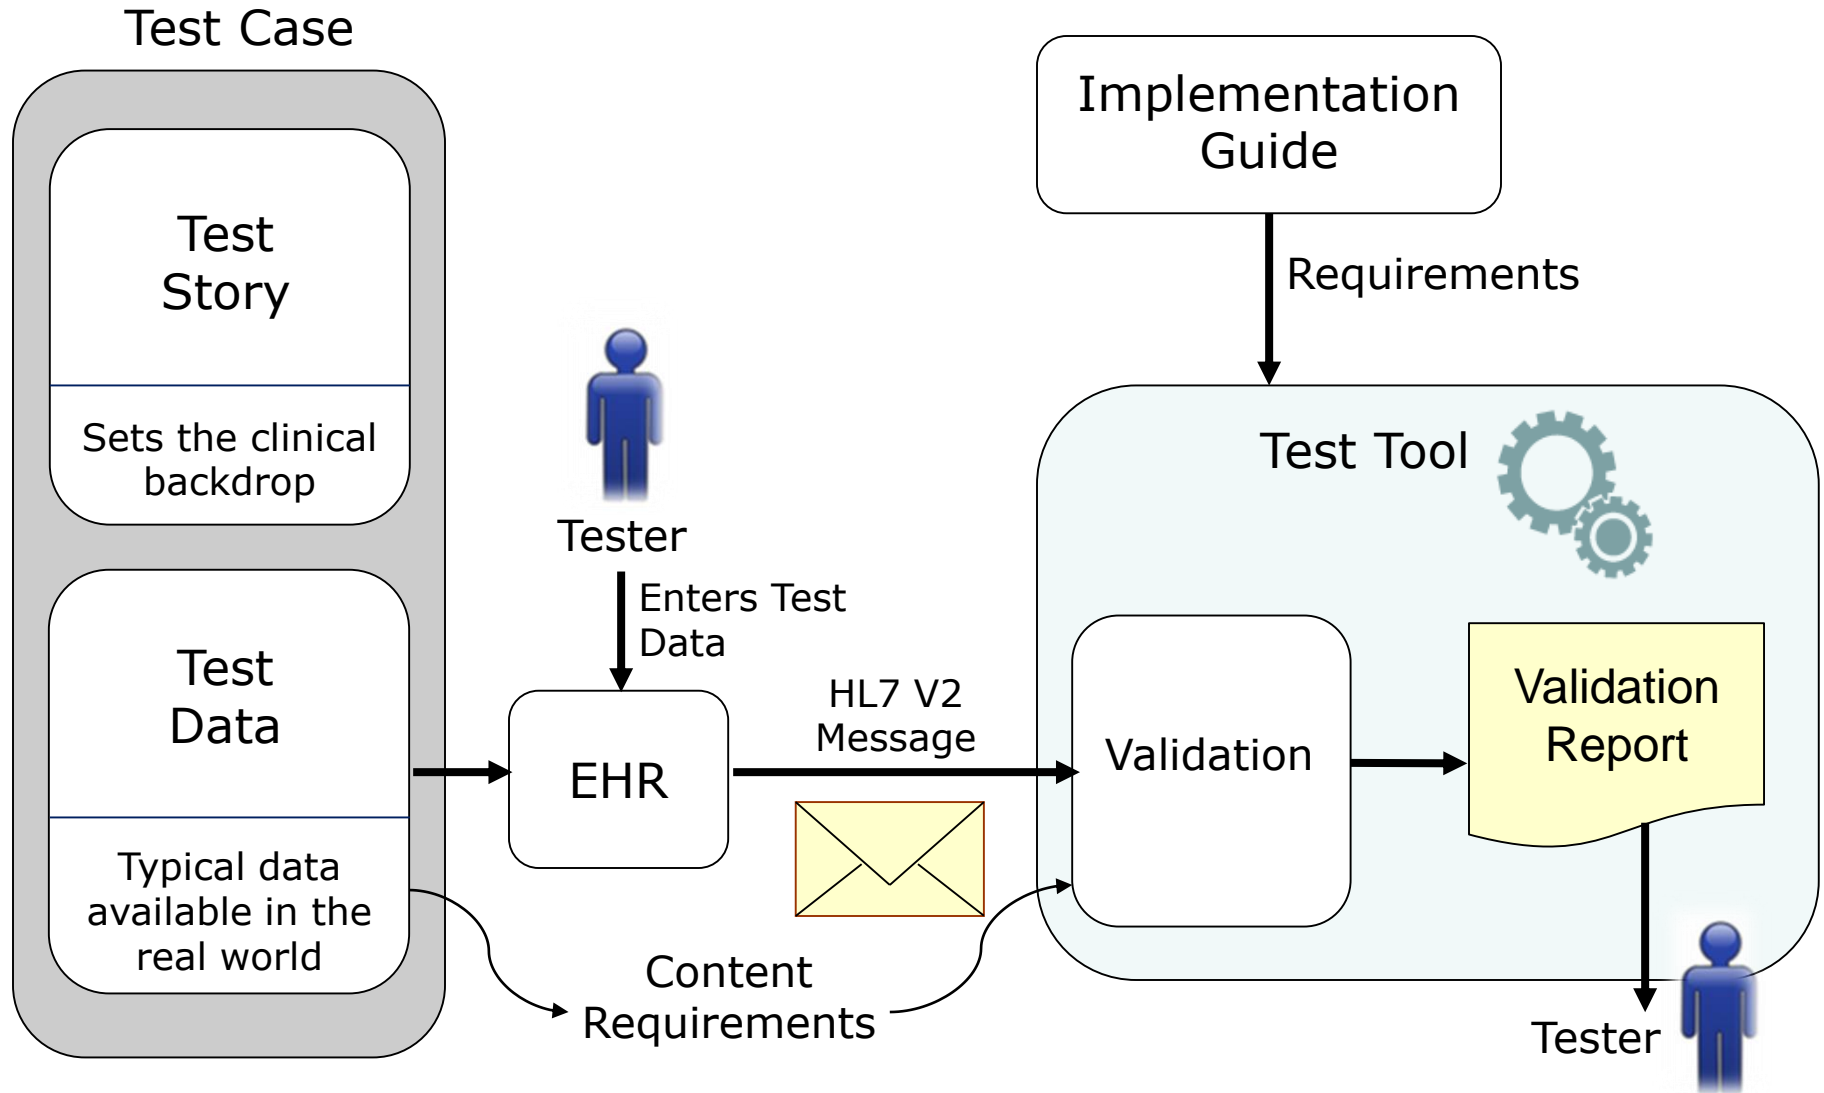 Test Case
Test
Story
Sets the clinical
backdrop
Test
Data
Typical data
available in the
real world
Tester
Enters Test
Data
EHR
HL7 V2
Message
Content
Requirements
Implementation
Guide
Requirements
Test Tool
Validation
Validation
Report
Tester